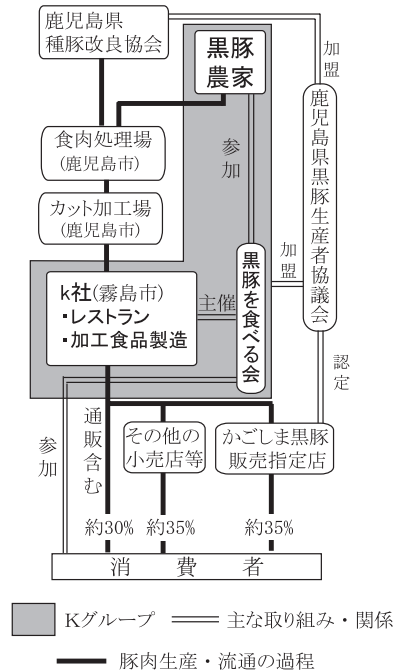 鹿児島県
種豚改良協会
黒豚
農家
加盟
食肉処理場
(鹿児島市)
参加
鹿児島県黒豚生産者協議会
カット加工場
(鹿児島市)
加盟
k社(霧島市)
・レストラン
・加工食品製造
主催
黒豚を食べる会
認定
参加
通販含む
その他の
小売店等
かごしま黒豚
販売指定店
約30%
約35%
約35%
消費者
Kグループ
主な取り組み・関係
豚肉生産・流通の過程